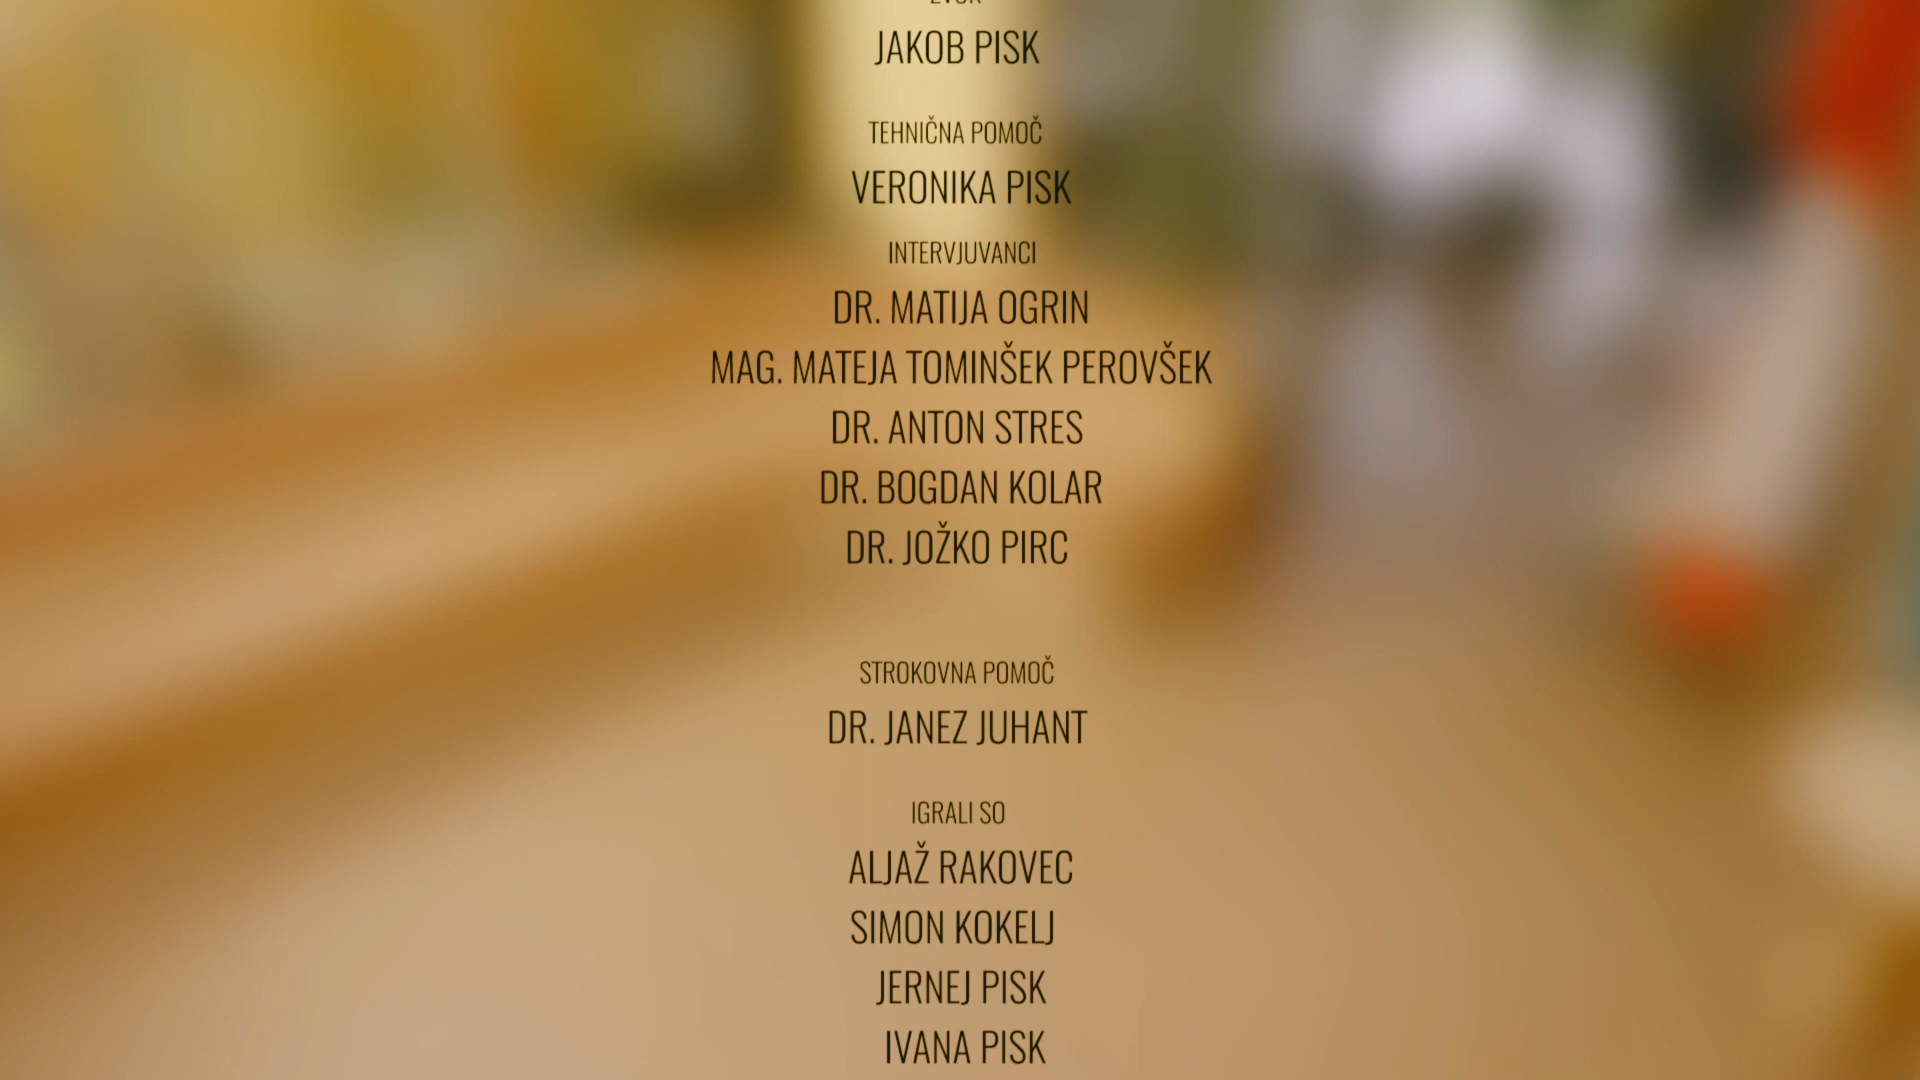 JAKOB PISK
TEHNIČNA POMOČ
VERONIKA PISK
INTERVJUVANCI
DR. MATIJA OGRIN
MAG. MATEJA TOMINŠEK PEROVŠEK
DR. ANTON STRES
DR. BOGDAN KOLAR
DR. JOŽKO PIRC
STROKOVNA POMOČ
DR. JANEZ JUHANT
IGRALI SO
ALJAŽ RAKOVEC
SIMON KOKELJ
JERNEJ PISK
IVANA PISK